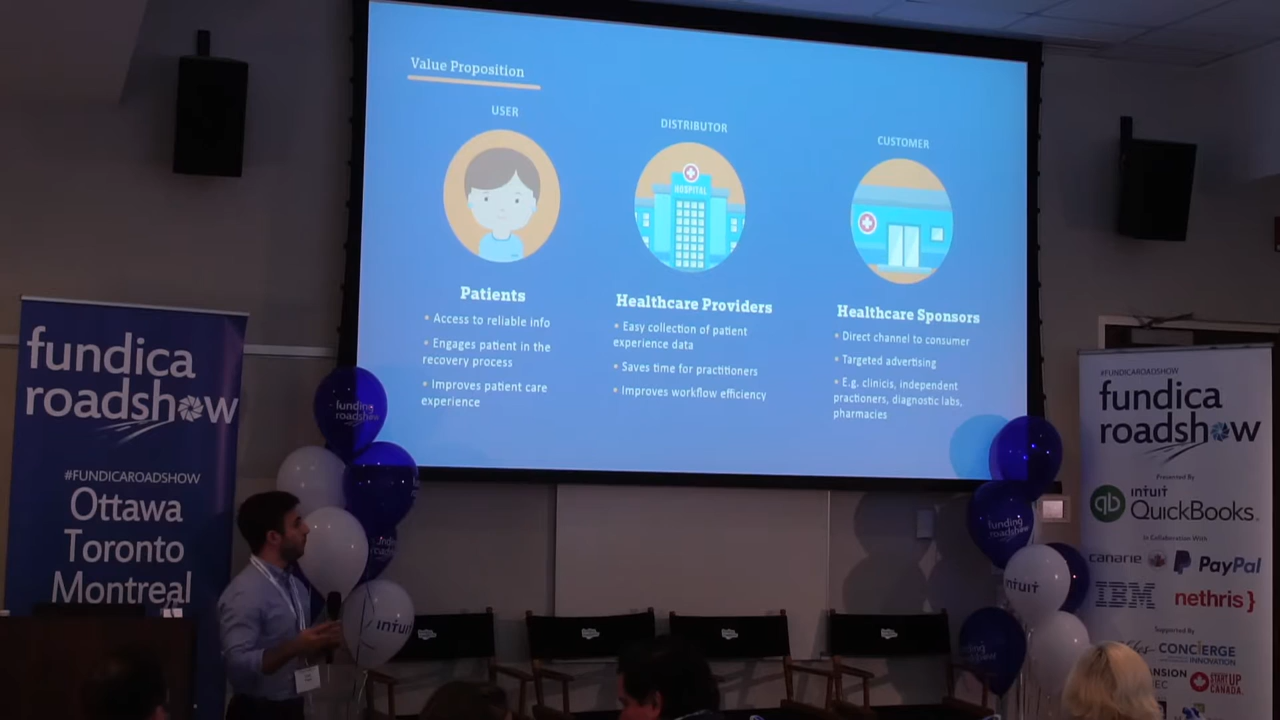 Value Proposition
USER
DISTRIBUTOR
CUSTOMER
HOSPITAL
Patients
• Access to reliable info
• Engages patient in the
recovery process
• Improves patient care
experience
Healthcare Providers
• Easy collection of patient
experience data
• Saves time for practitioners
• Improves workflow efficiency
Healthcare Sponsors
• Direct channel to consumer
• Targeted advertising
• E.g. clinicis, independent
practioners, diagnostic labs,
pharmacies
fundica
roadshow
#FUNDICAROADSHOW
Ottawa
Toronto
Montreal
funding
roadshow
INTUIT
funding
roadshow
INTUIT
#FUNDICAROADSHOW
fundica
roadshow
Presented By
qb
INTUIT
QuickBooks
In Collaboration With
canarie
PayPal
IBM
nethris}
Supported By
CONCIERGE
INNOVATION
STARTUP
CANADA